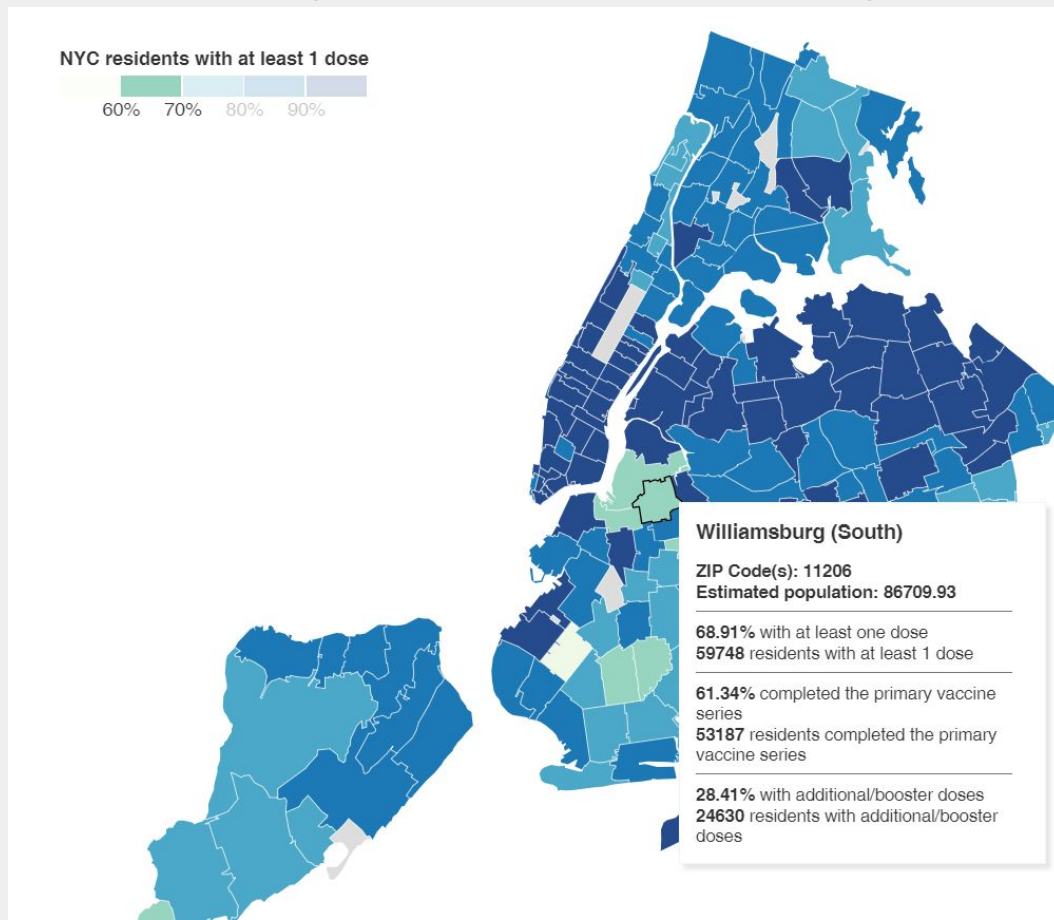 NYC residents with at least 1 dose
60% 70% 80% 90%
Williamsburg (South)
ZIP Code(s): 11206
Estimated population: 86709.93
68.91% with at least one dose
59748 residents with at least 1 dose
61.34% completed the primary vaccine
series
53187 residents completed the primary
vaccine series
28.41% with additional/booster doses
24630 residents with additional/booster
doses